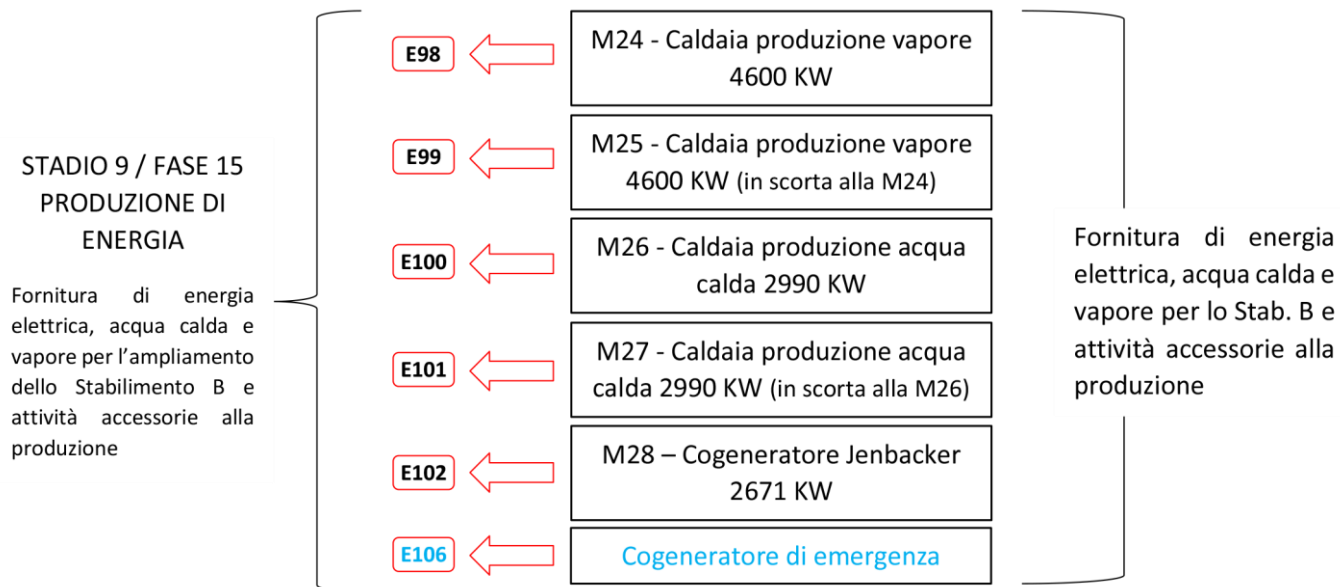 STADIO 9 / FASE 15
PRODUZIONE DI
ENERGIA
Fornitura di energia
elettrica, acqua calda e
vapore per l’ampliamento
dello Stabilimento B e
attività accessorie alla
produzione
E98
M24 - Caldaia produzione vapore
4600 KW
E99
M25 - Caldaia produzione vapore
4600 KW (in scorta alla M24)
E100
M26 - Caldaia produzione acqua
calda 2990 KW
E101
M27 - Caldaia produzione acqua
calda 2990 KW (in scorta alla M26)
E102
M28 – Cogeneratore Jenbacker
2671 KW
E106
Cogeneratore di emergenza
Fornitura di energia
elettrica, acqua calda e
vapore per lo Stab. B e
attività accessorie alla
produzione